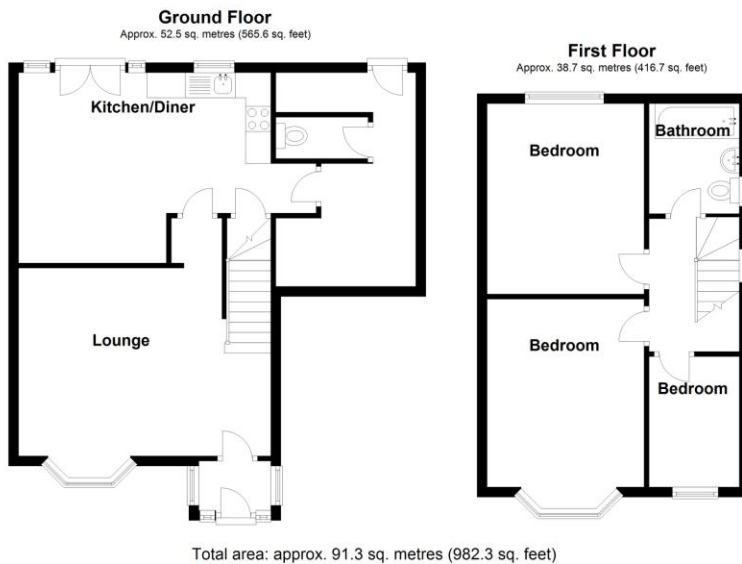 Ground Floor
Approx. 52.5 sq. metres (565.6 sq. feet)
Kitchen/Diner
Lounge
First Floor
Approx. 38.7 sq. metres (416.7 sq. feet)
Bathroom
Bedroom
Bedroom
Bedroom
Total area: approx. 91.3 sq. metres (982.3 sq. feet)